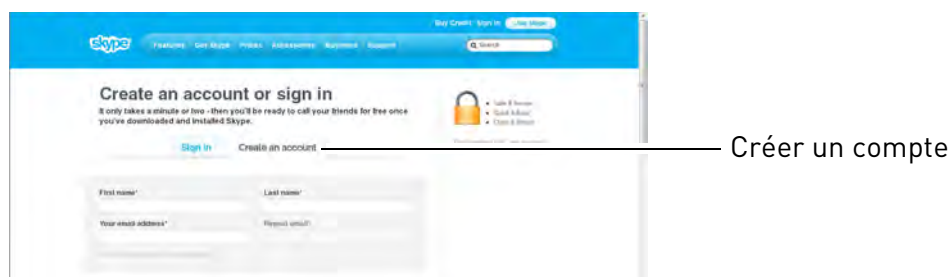 Buy Credit Sign in
skype Features Get Skype Prices Accessories Business Support Search
Create an account or sign in
It only takes a minute or two - then you'll be ready to call your friends for free once
you've downloaded and installed Skype.
Sign in Create an account
Créer un compte
First name* Last name*
Your email address* Repeat email*